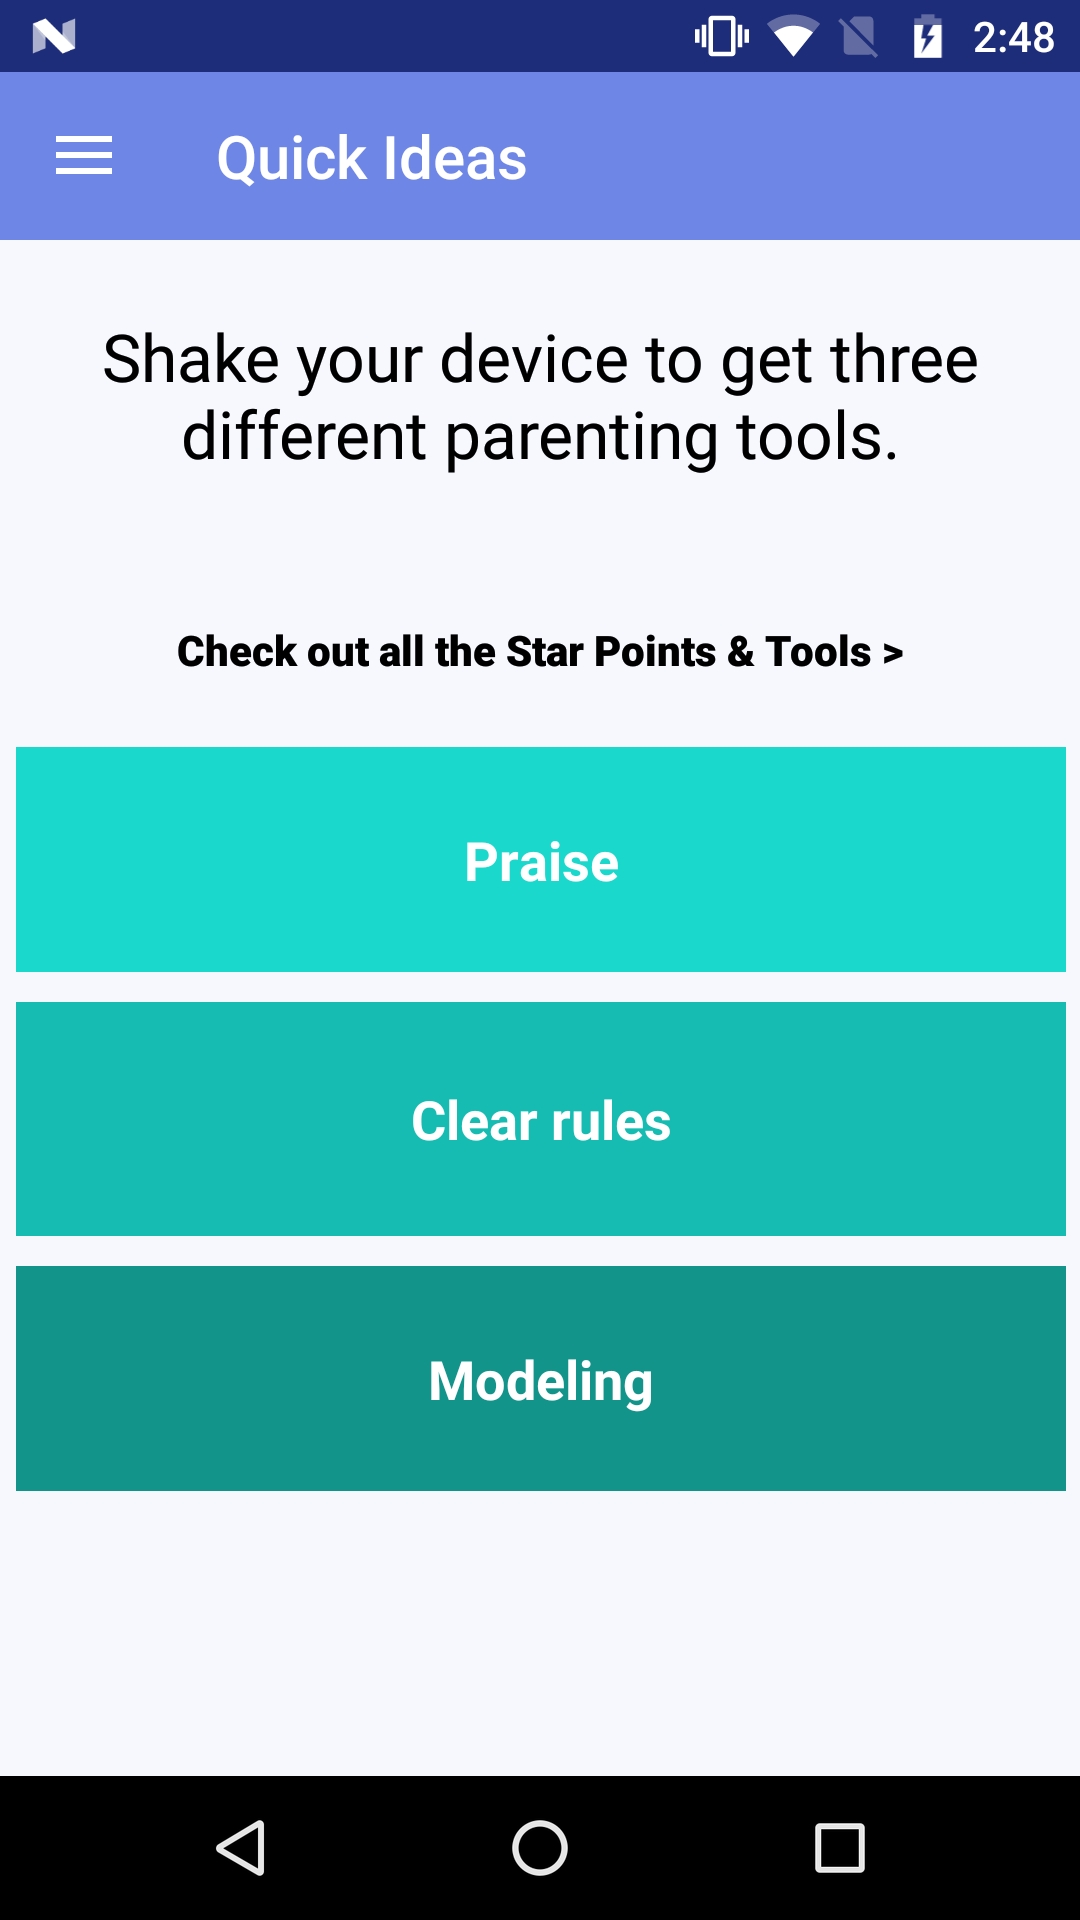 2:48
Quick Ideas
Shake your device to get three
different parenting tools.
Check out all the Star Points & Tools >
Praise
Clear rules
Modeling